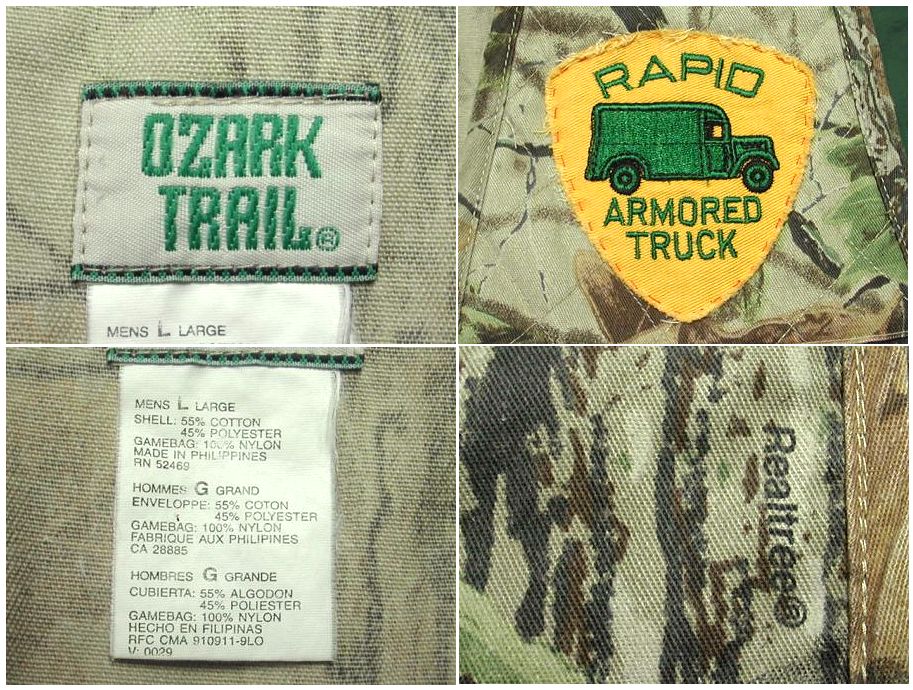 OZARK
TRAIL®
MENS L LARGE
RAPID
ARMORED
TRUCK
MENS L LARGE
SHELL: 55% COTTON
45% POLYESTER
GAMEBAG: 100% NYLON
MADE IN PHILIPPINES
RN 52469
HOMMES G GRAND
ENVELOPPE: 55% COTON
45% POLYESTER
GAMEBAG: 100% NYLON
FABRIQUE AUX PHILIPINES
CA 28885
HOMBRES G GRANDE
CUBIERTA: 55% ALGODON
45% POLIESTER
GAMEBAG: 100% NYLON
HECHO EN FILIPINAS
RFC CMA 910911-9LO
V: 0029
Realtree®